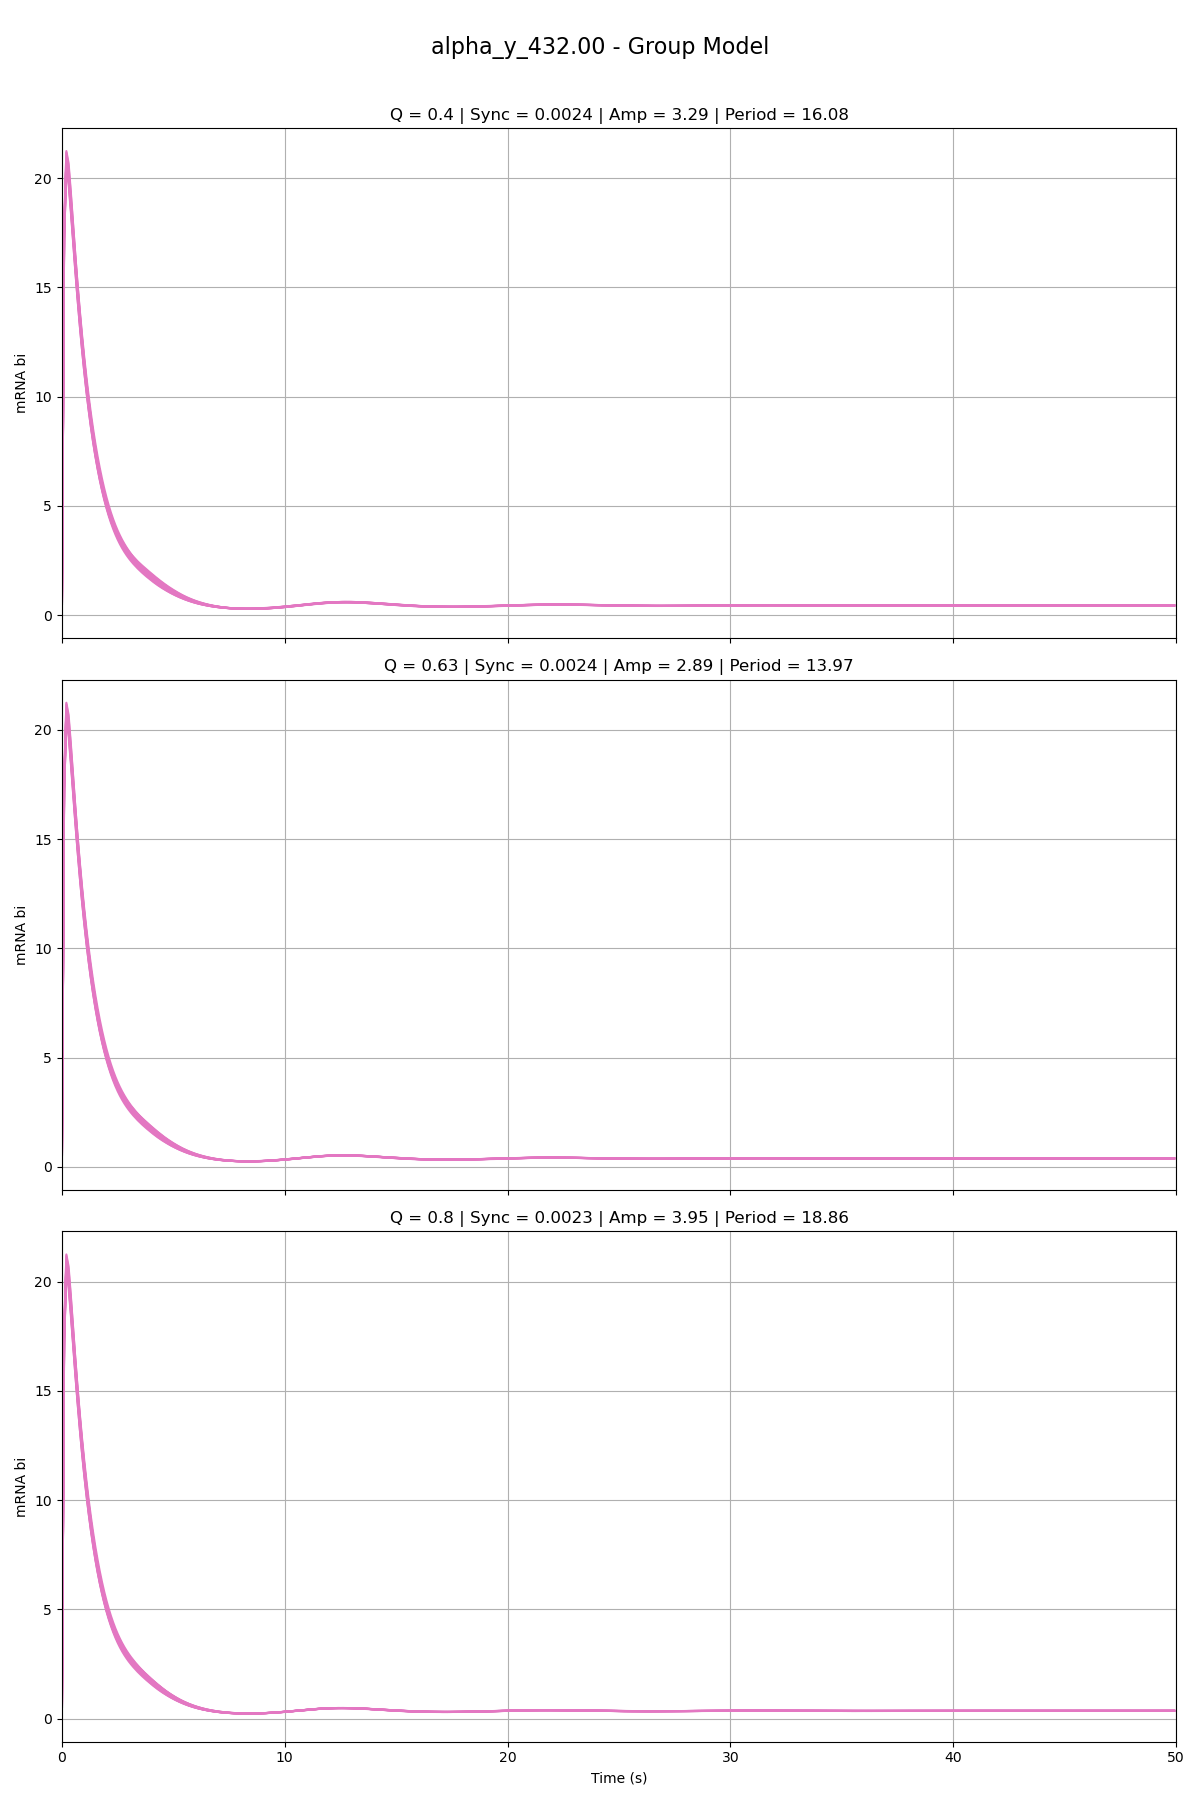 alpha_y_432.00 - Group Model
Q = 0.4 | Sync = 0.0024 | Amp = 3.29 | Period = 16.08
20
15
10
5
0
mRNA bi
Q = 0.63 | Sync = 0.0024 | Amp = 2.89 | Period = 13.97
20
15
10
5
0
mRNA bi
Q = 0.8 | Sync = 0.0023 | Amp = 3.95 | Period = 18.86
20
15
10
5
0
mRNA bi
0 10 20 30 40 50
Time (s)